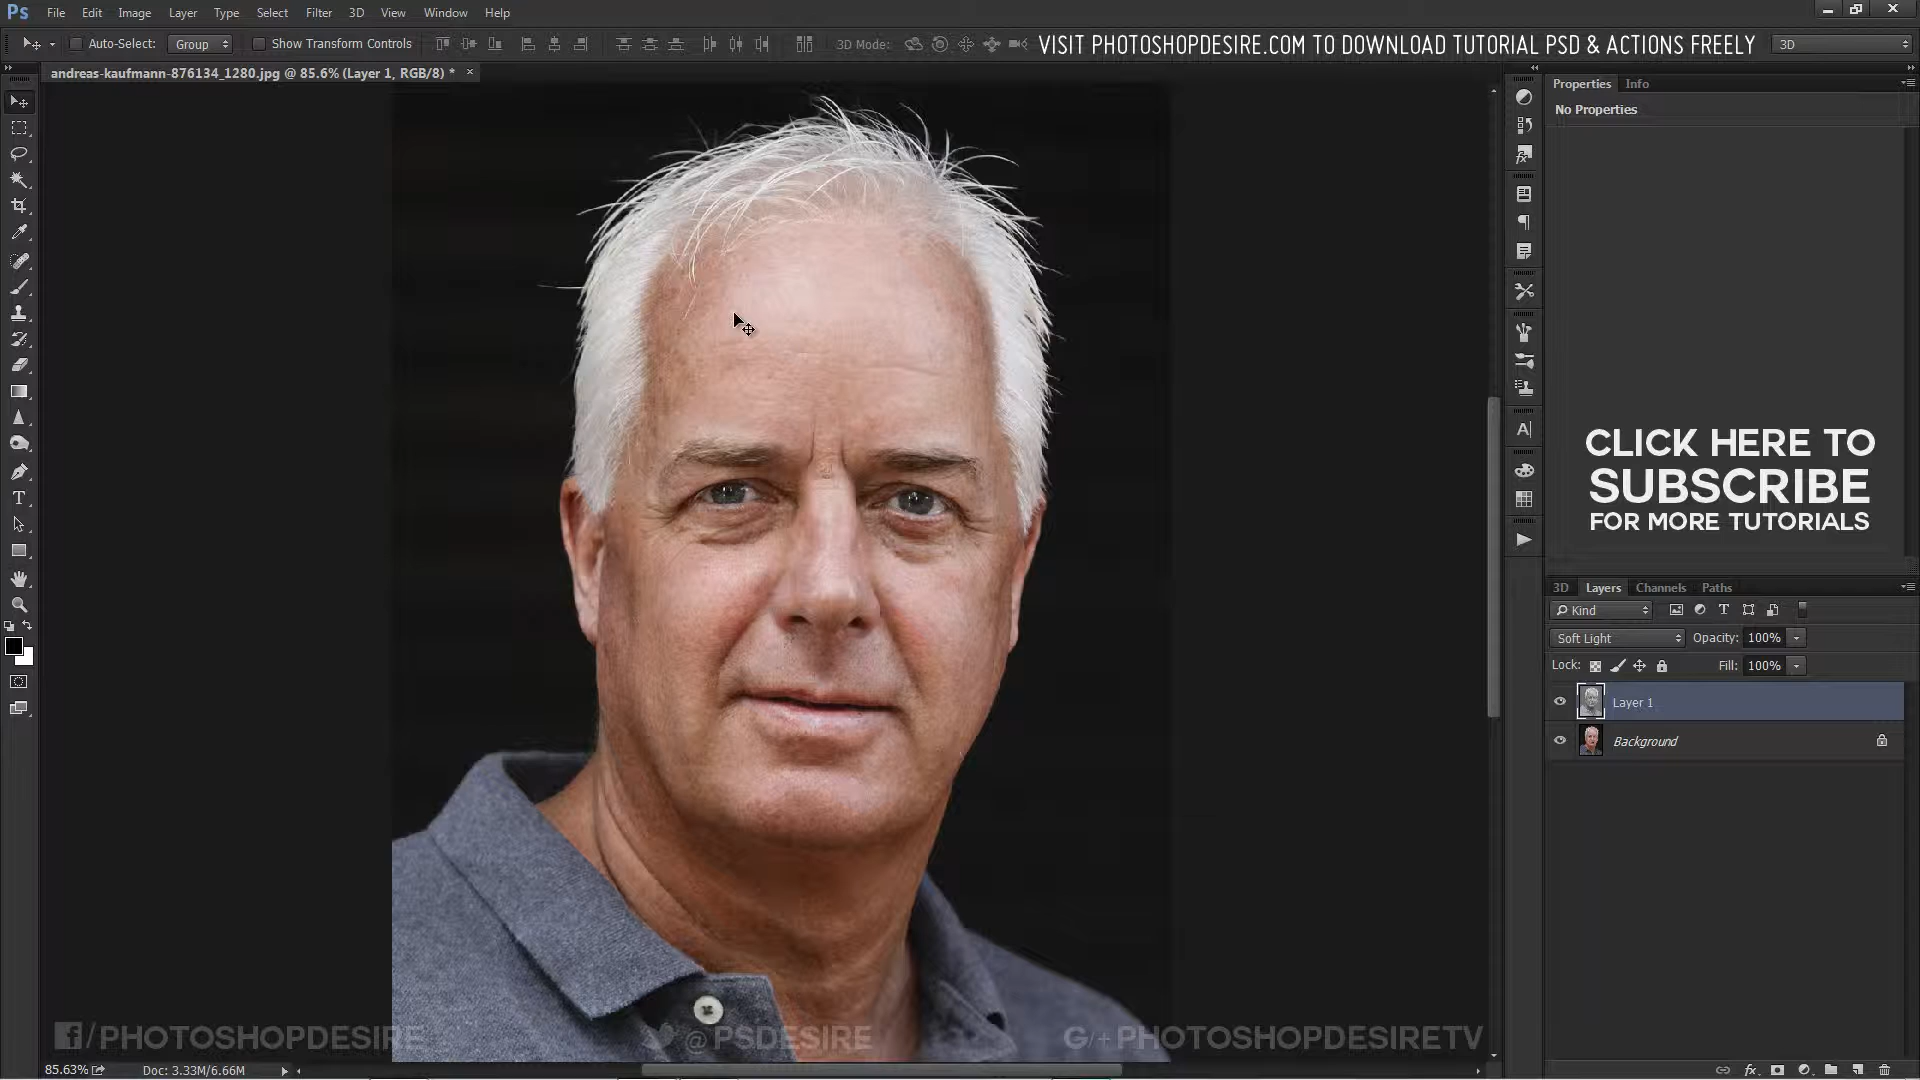 Ps File Edit Image Layer Type Select Filter 3D View Window Help
Auto-Select: Group Show Transform Controls 3D Mode: VISIT PHOTOSHOPDESIRE.COM TO DOWNLOAD TUTORIAL PSD & ACTIONS FREELY 3D
andreas-kaufmann-876134_1280.jpg @ 85.6% (Layer 1, RGB/8) *
Properties Info
No Properties
CLICK HERE TO
SUBSCRIBE
FOR MORE TUTORIALS
3D Layers Channels Paths
Kind
Soft Light Opacity: 100%
Lock: Fill: 100%
Layer 1
Background
f/PHOTOSHOPDESIRE @PSDESIRE G+/+PHOTOSHOPDESIRETV
85.63% Doc: 3.33M/6.66M